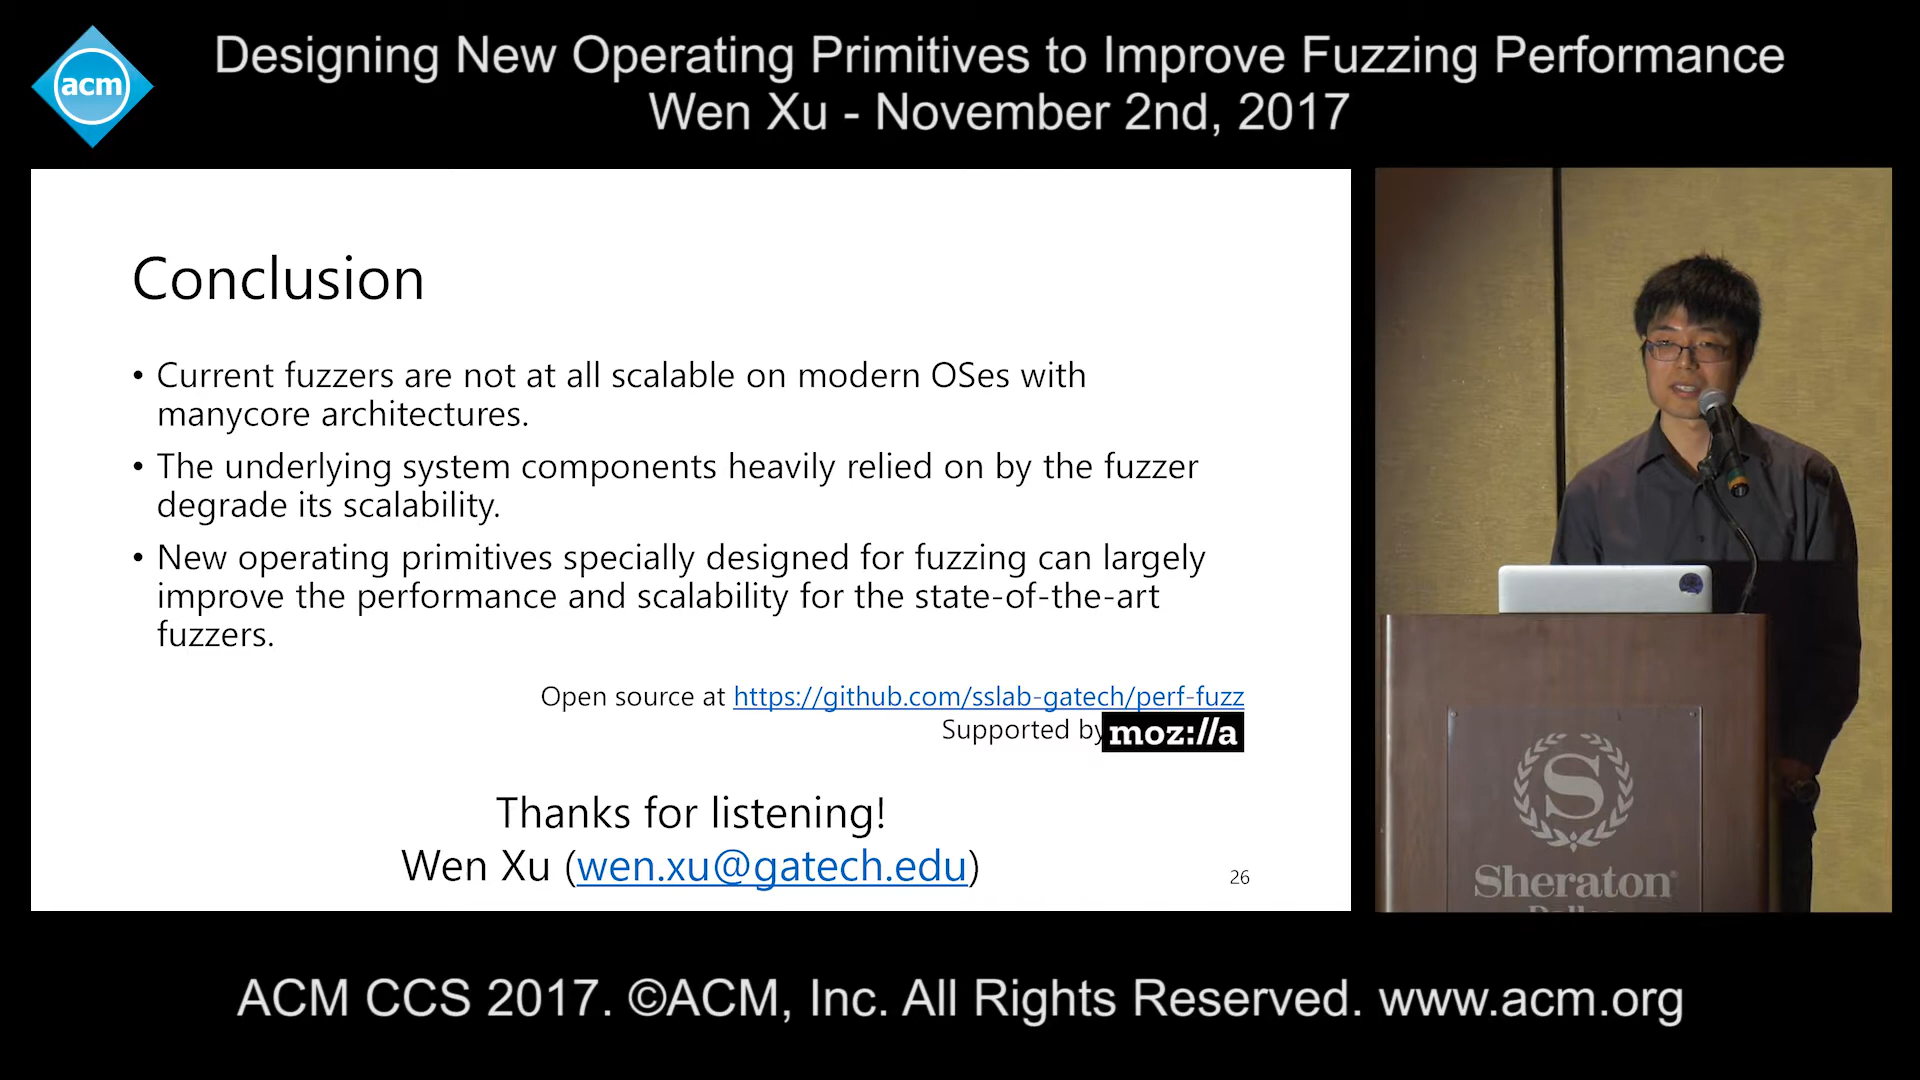 acm
Designing New Operating Primitives to Improve Fuzzing Performance
Wen Xu - November 2nd, 2017
Conclusion
• Current fuzzers are not at all scalable on modern OSes with
manycore architectures.
• The underlying system components heavily relied on by the fuzzer
degrade its scalability.
• New operating primitives specially designed for fuzzing can largely
improve the performance and scalability for the state-of-the-art
fuzzers.
Open source at https://github.com/sslab-gatech/perf-fuzz
Supported by moz://a
Thanks for listening!
Wen Xu (wen.xu@gatech.edu)
26
S
Sheraton®
ACM CCS 2017. ©ACM, Inc. All Rights Reserved. www.acm.org